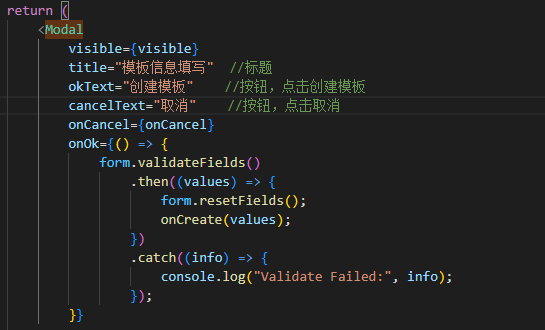 return (
<Modal
visible={visible}
title="模板信息填写"  //标题
okText="创建模板"    //按钮，点击创建模板
cancelText="取消"    //按钮，点击取消
onCancel={onCancel}
onOk={() => {
form.validateFields()
.then((values) => {
form.resetFields();
onCreate(values);
})
.catch((info) => {
console.log("Validate Failed:", info);
});
}}